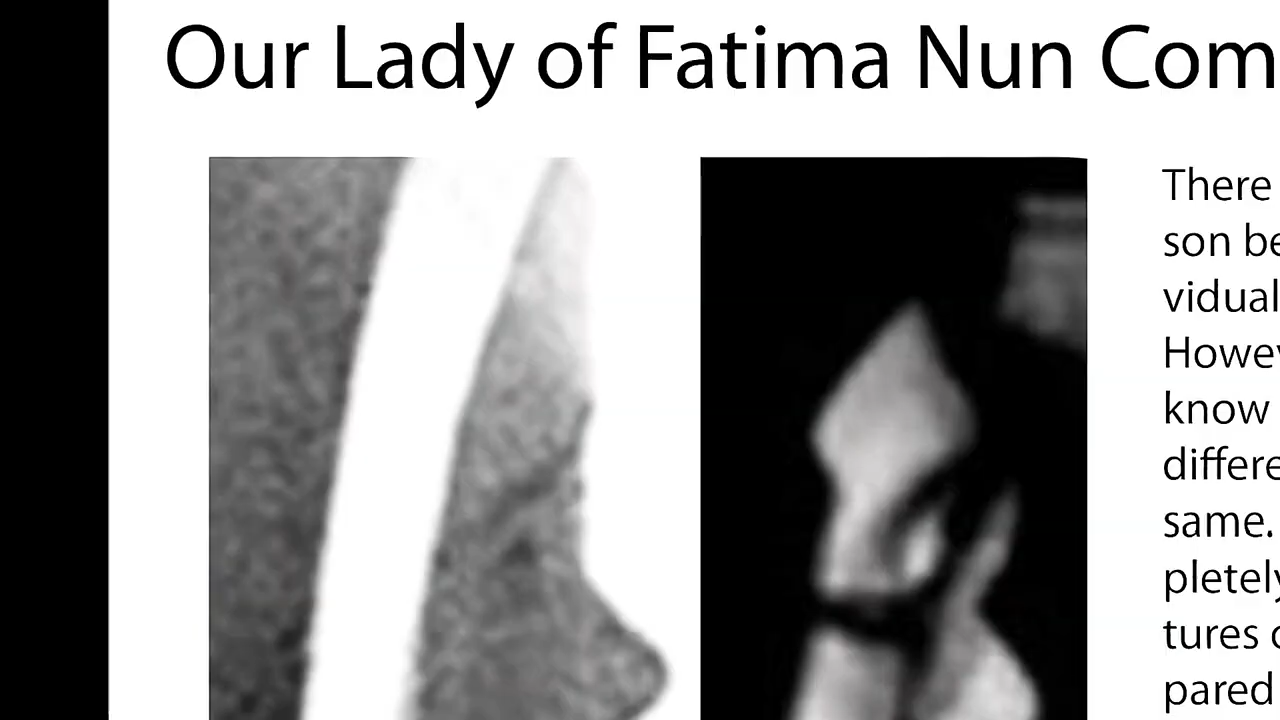 Our Lady of Fatima Nun Com
There
son be
vidual
Howev
know
differe
same.
pletely
tures c
pared